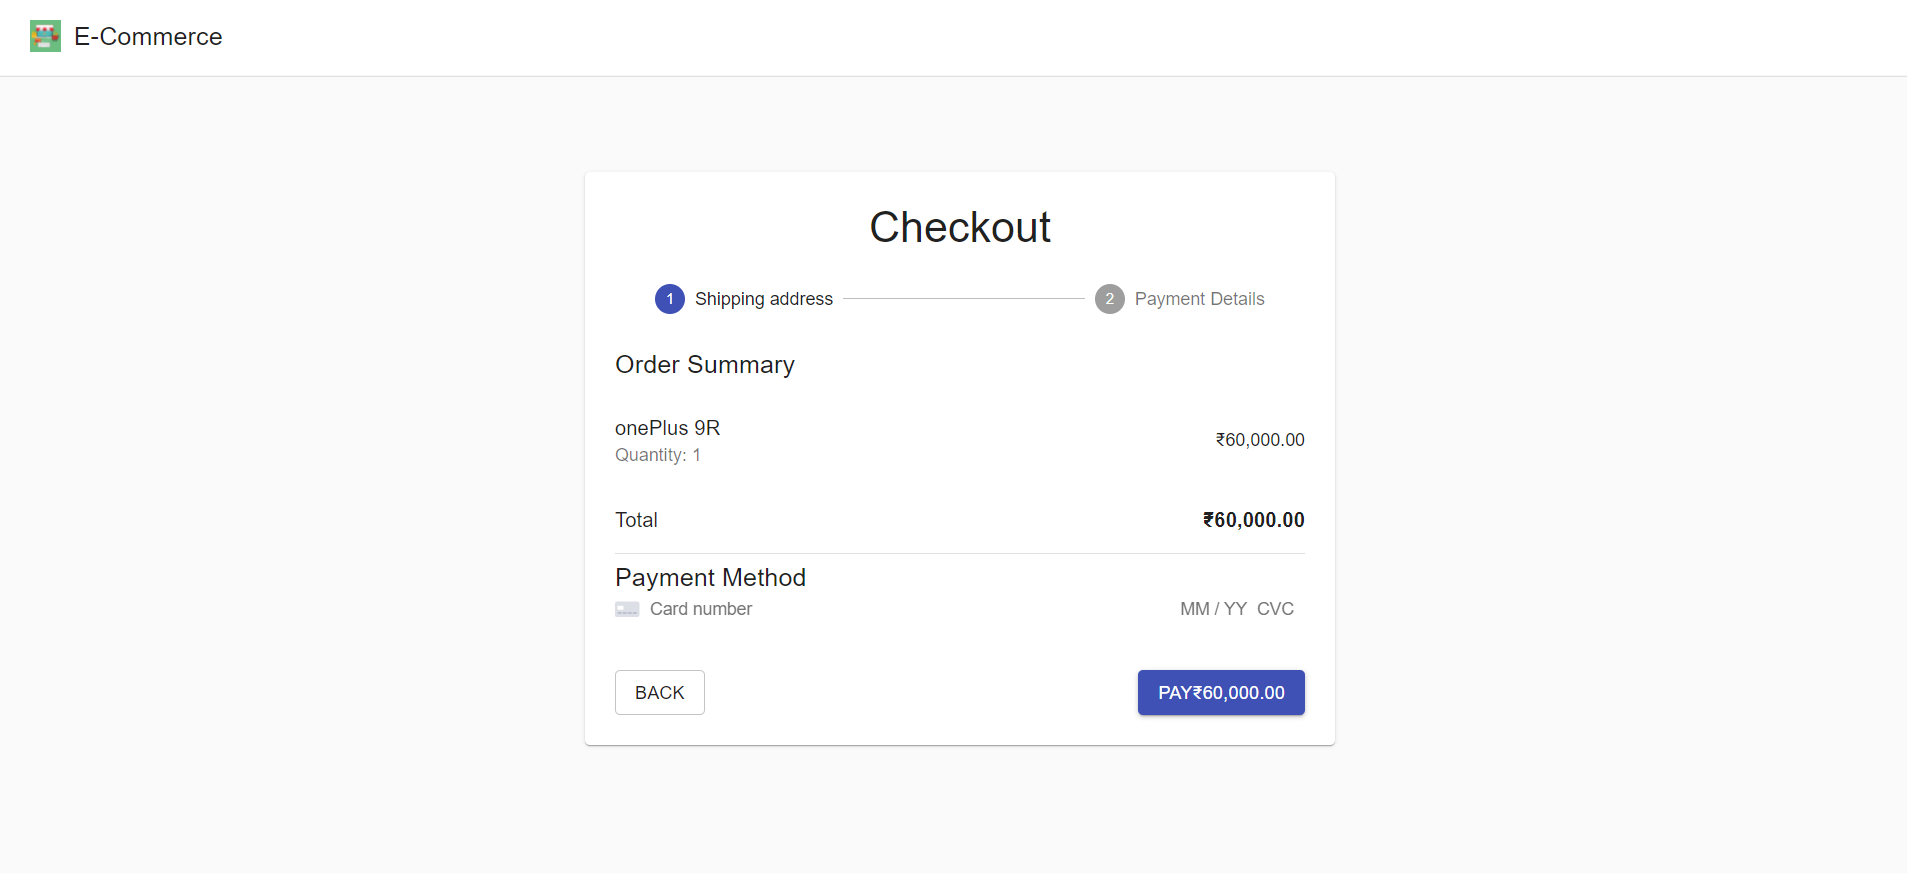 E-Commerce
Checkout
1 Shipping address 2 Payment Details
Order Summary
onePlus 9R
Quantity: 1
₹60,000.00
Total ₹60,000.00
Payment Method
Card number MM / YY CVC
BACK PAY₹60,000.00